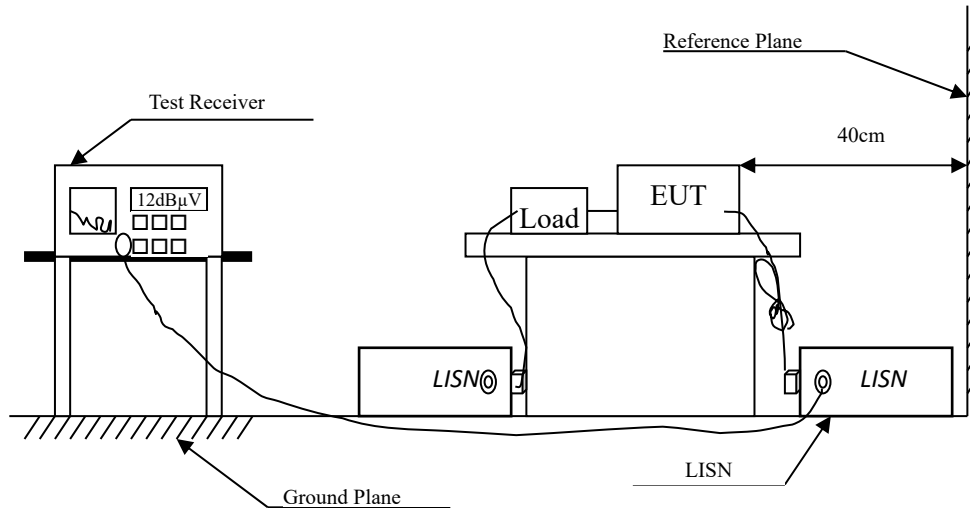 Reference Plane
Test Receiver
40cm
12dBµV
Load
EUT
LISN
LISN
LISN
Ground Plane